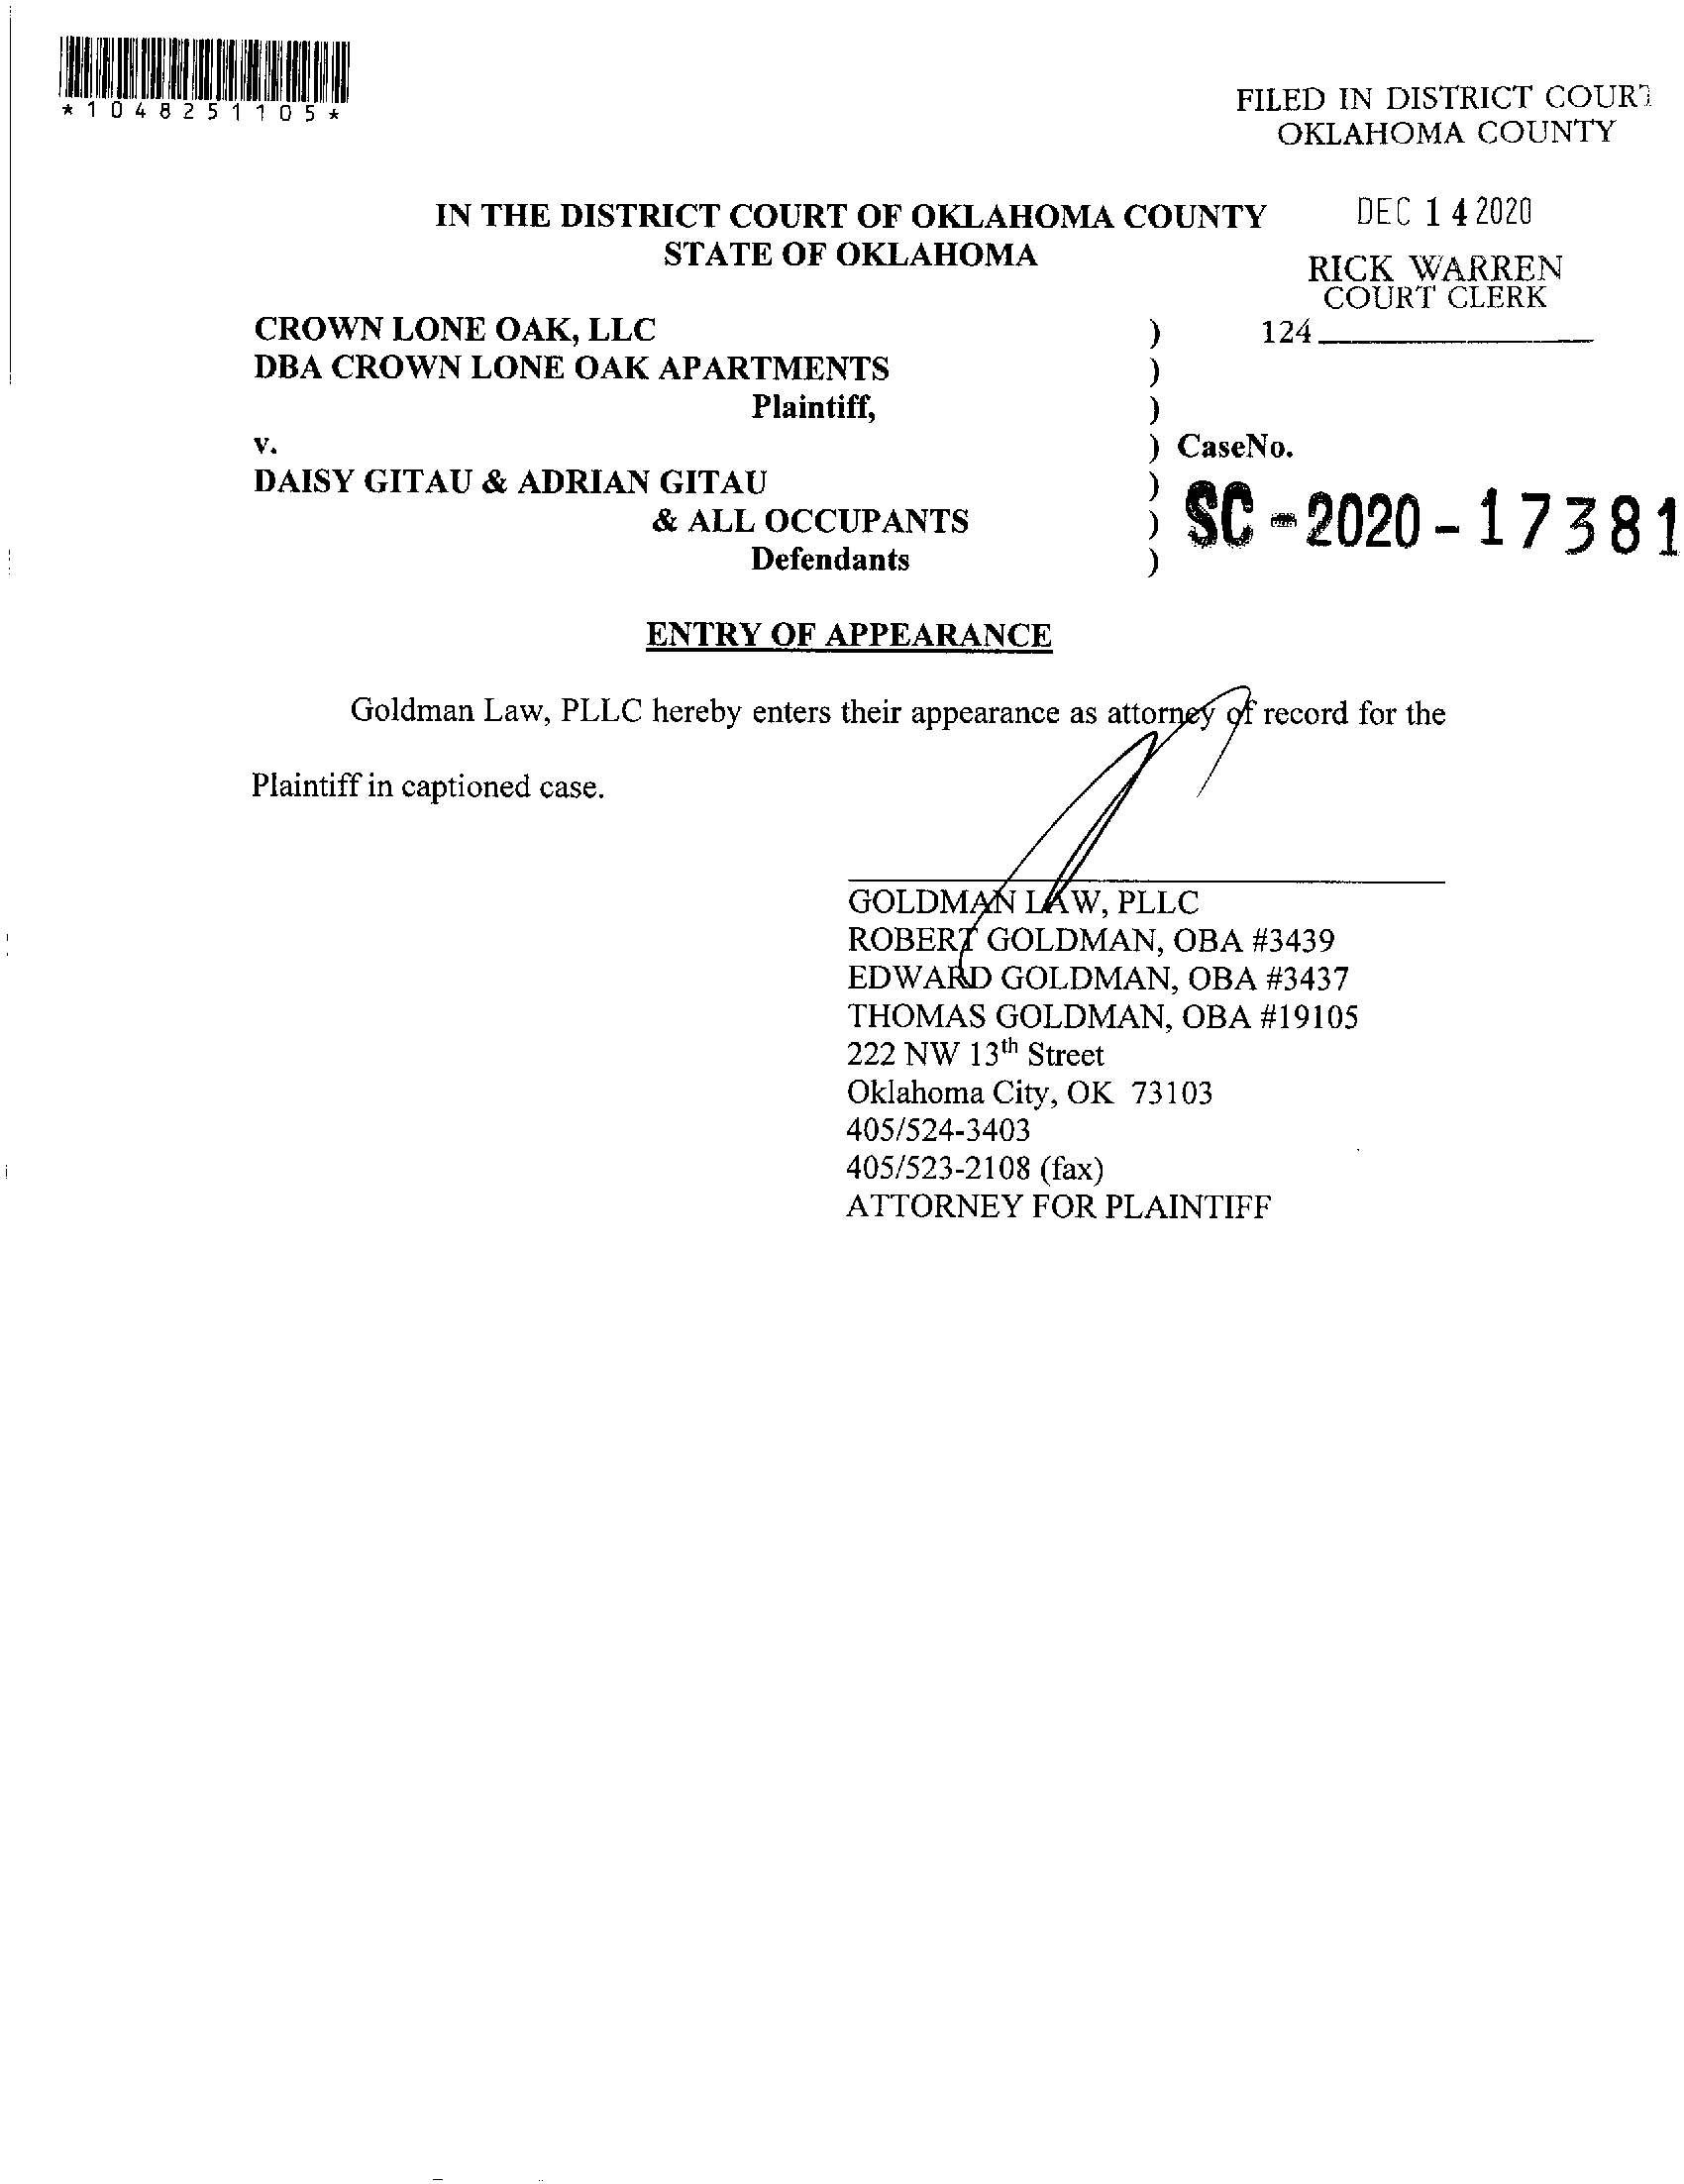 *1048251105*
FILED IN DISTRICT COURT
OKLAHOMA COUNTY
DEC 14 2020
RICK WARREN
COURT CLERK
124
IN THE DISTRICT COURT OF OKLAHOMA COUNTY
STATE OF OKLAHOMA
CROWN LONE OAK, LLC )
DBA CROWN LONE OAK APARTMENTS )
Plaintiff, )
v. ) CaseNo.
DAISY GITAU & ADRIAN GITAU )
& ALL OCCUPANTS ) SC-2020-17381
Defendants )
ENTRY OF APPEARANCE
Goldman Law, PLLC hereby enters their appearance as attorney of record for the
Plaintiff in captioned case.
GOLDMAN LAW, PLLC
ROBERT GOLDMAN, OBA #3439
EDWARD GOLDMAN, OBA #3437
THOMAS GOLDMAN, OBA #19105
222 NW 13th Street
Oklahoma City, OK 73103
405/524-3403
405/523-2108 (fax)
ATTORNEY FOR PLAINTIFF